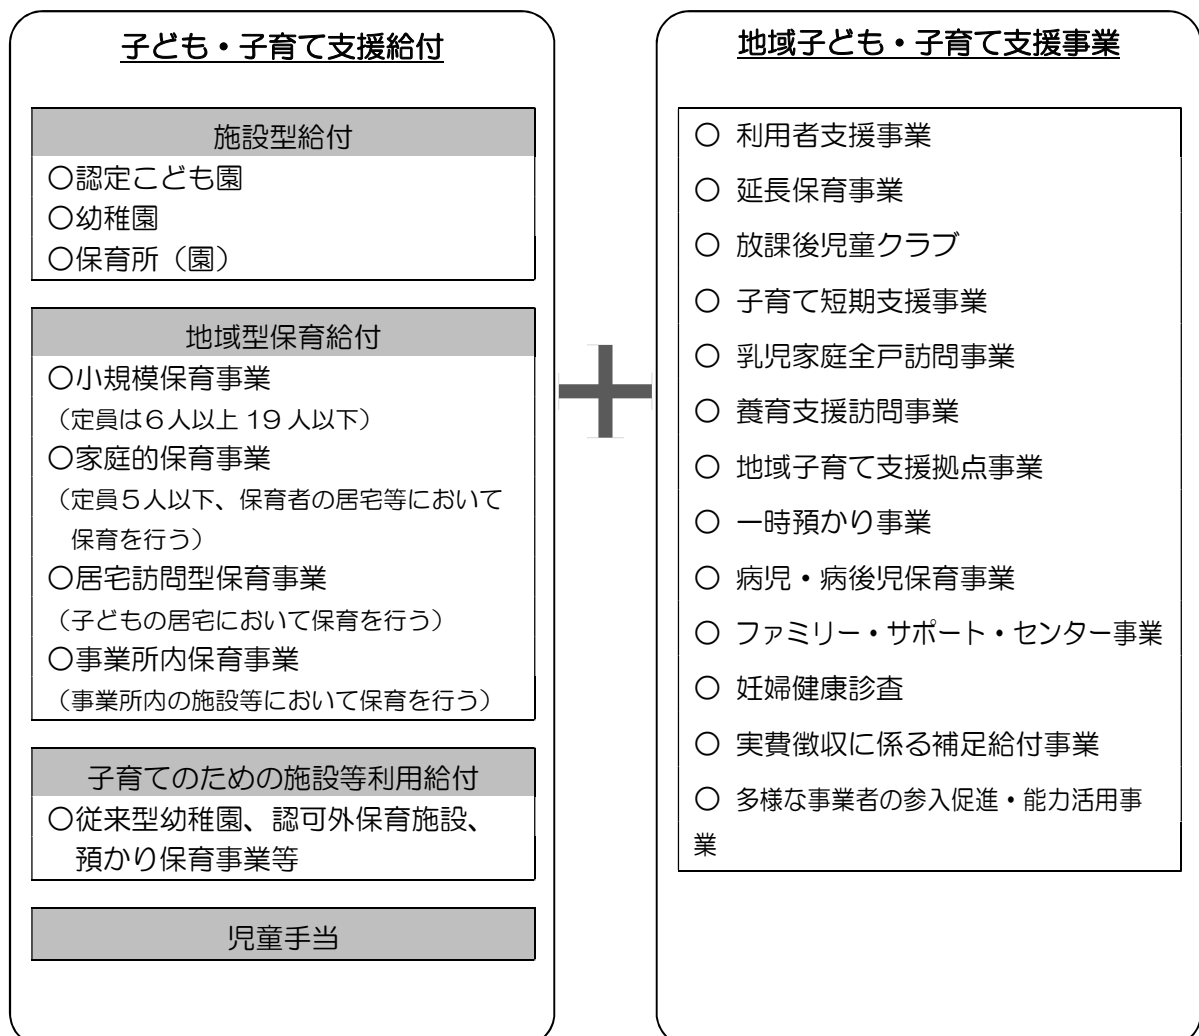 子ども・子育て支援給付
施設型給付
〇認定こども園
〇幼稚園
〇保育所（園）
地域型保育給付
〇小規模保育事業
（定員は６人以上 19 人以下）
〇家庭的保育事業
（定員５人以下、保育者の居宅等において
保育を行う）
〇居宅訪問型保育事業
（子どもの居宅において保育を行う）
〇事業所内保育事業
（事業所内の施設等において保育を行う）
子育てのための施設等利用給付
〇従来型幼稚園、認可外保育施設、
預かり保育事業等
児童手当
地域子ども・子育て支援事業
〇 利用者支援事業
〇 延長保育事業
〇 放課後児童クラブ
〇 子育て短期支援事業
〇 乳児家庭全戸訪問事業
〇 養育支援訪問事業
〇 地域子育て支援拠点事業
〇 一時預かり事業
〇 病児・病後児保育事業
〇 ファミリー・サポート・センター事業
〇 妊婦健康診査
〇 実費徴収に係る補足給付事業
〇 多様な事業者の参入促進・能力活用事
業